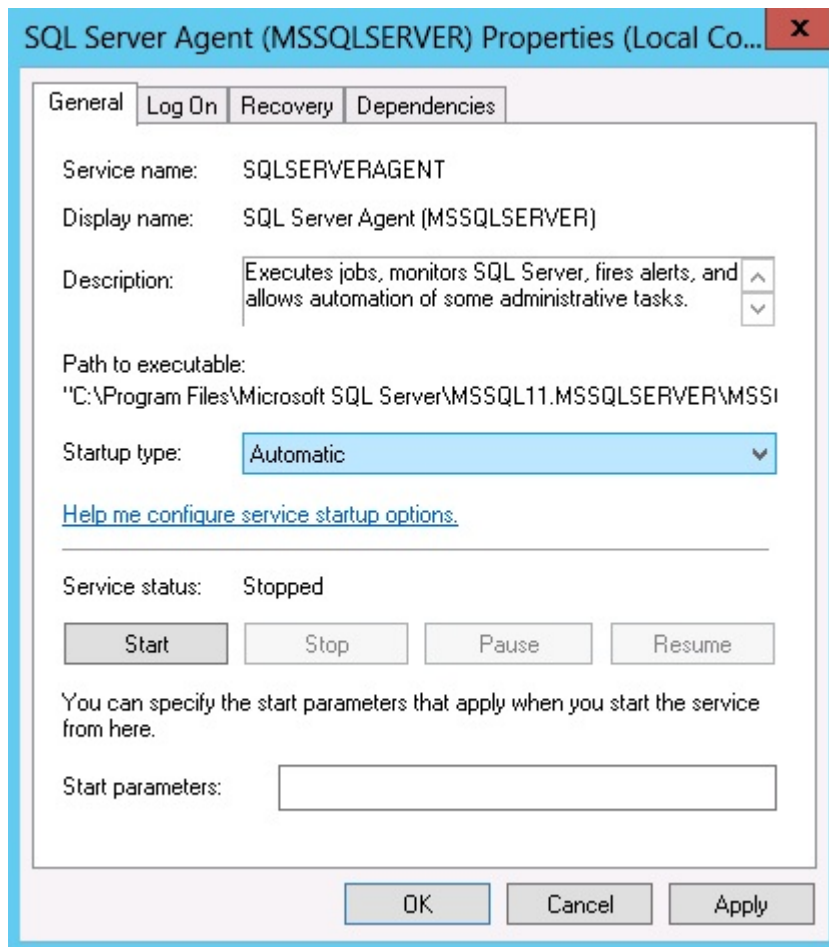 SQL Server Agent (MSSQLSERVER) Properties (Local Co...
x
General Log On Recovery Dependencies
Service name: SQLSERVERAGENT
Display name: SQL Server Agent (MSSQLSERVER)
Description: Executes jobs, monitors SQL Server, fires alerts, and
allows automation of some administrative tasks.
Path to executable:
"C:\Program Files\Microsoft SQL Server\MSSQL11.MSSQLSERVER\MSS
Startup type: Automatic
Help me configure service startup options.
Service status: Stopped
Start Stop Pause Resume
You can specify the start parameters that apply when you start the service
from here.
Start parameters:
OK Cancel Apply